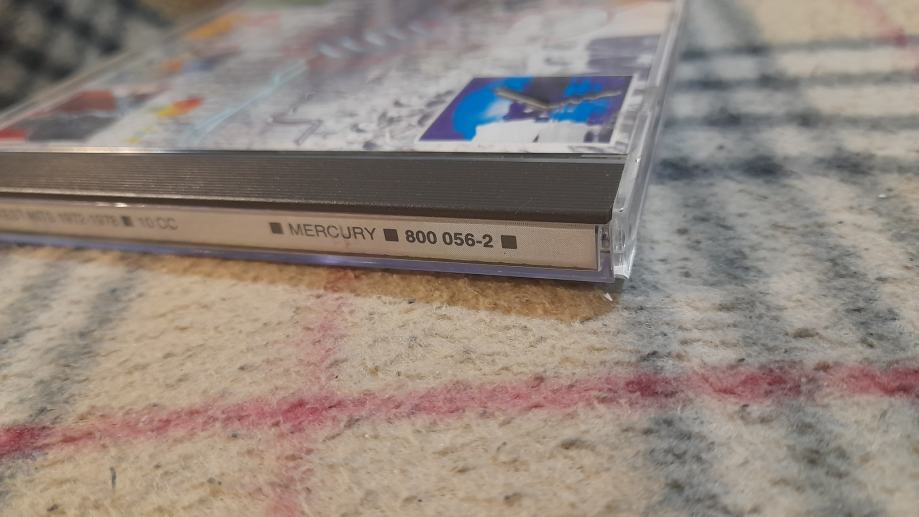 HITS 1972-1978 ■ 10 CC ■ MERCURY ■ 800 056-2 ■